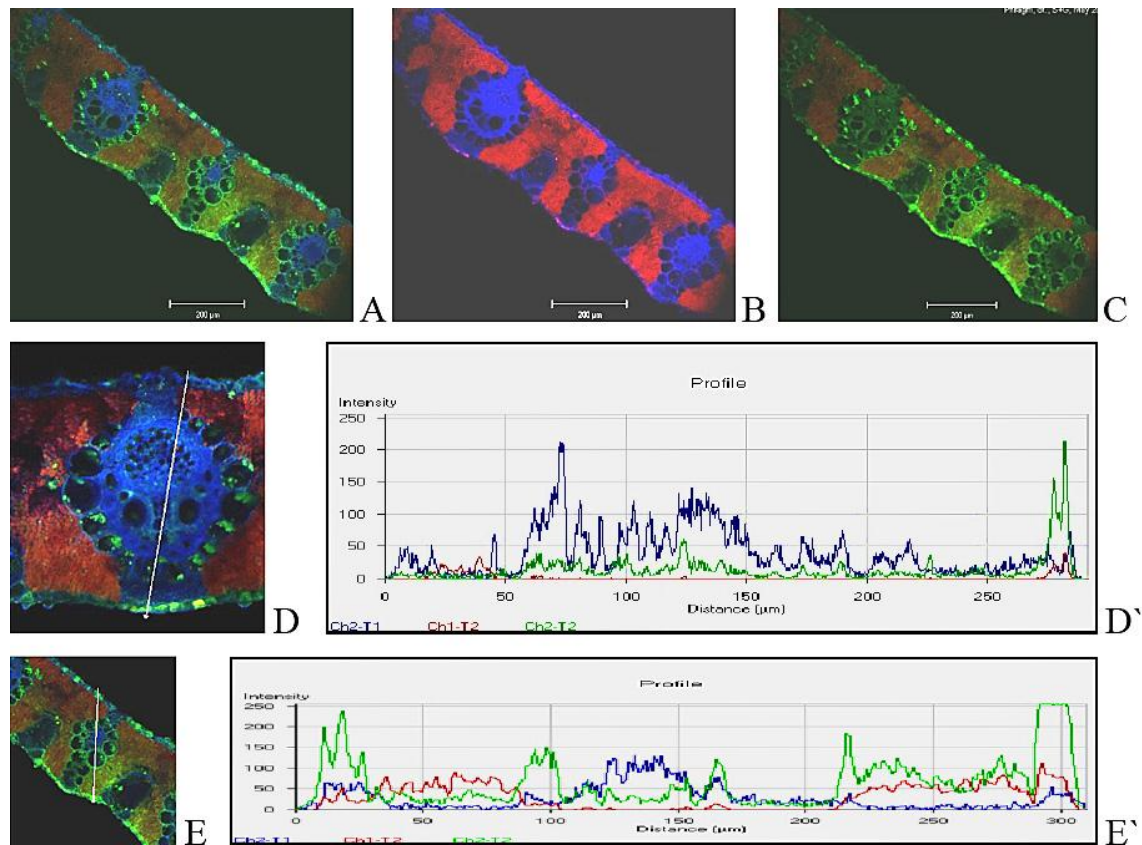 200 µm
A
200 µm
B
S+G, May
200 µm
C
D
Profile
Intensity
250
200
150
100
50
0
0 50 100 150 200 250
Distance (µm)
Ch2-T1 Ch1-T2 Ch2-T2
D`
E
Profile
Intensity
250
200
150
100
50
0
0 50 100 150 200 250 300
Distance (µm)
Ch2-T1 Ch1-T2 Ch2-T2
E`